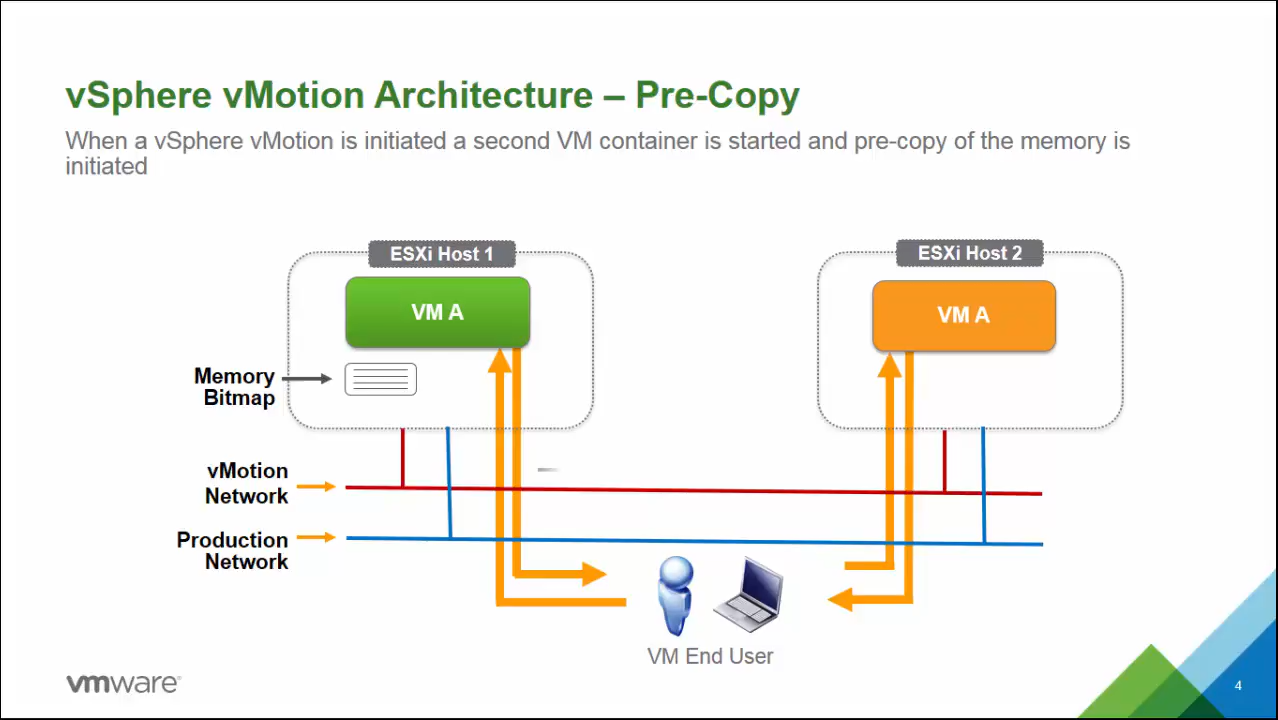 vSphere vMotion Architecture – Pre-Copy
When a vSphere vMotion is initiated a second VM container is started and pre-copy of the memory is
initiated
ESXi Host 1
ESXi Host 2
VM A
VM A
Memory
Bitmap
vMotion
Network
Production
Network
VM End User
vmware
4